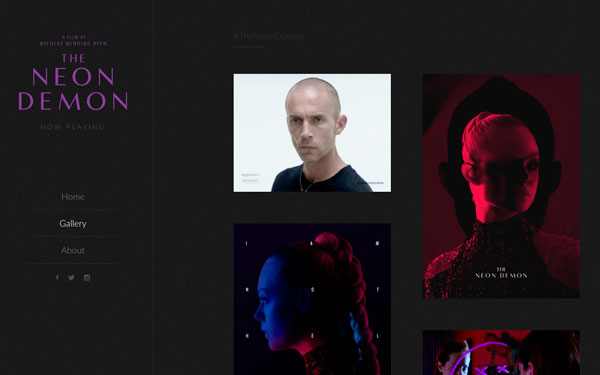 A FILM BY
NICOLAS WINDING REFN
THE
NEON
DEMON
NOW PLAYING
Home
Gallery
About
#TheNeonDemon
I A M
N O T
H E L
THE
NEON DEMON